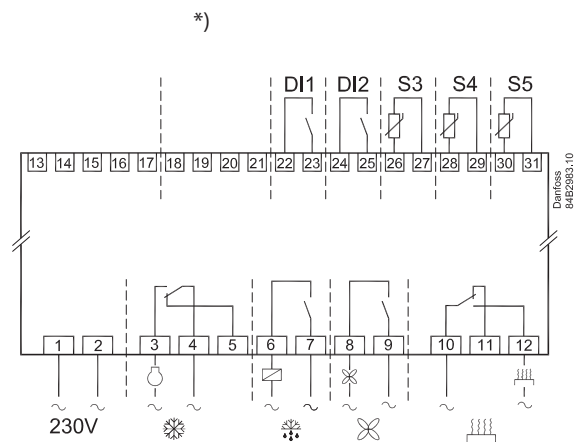 *)
DI1 DI2 S3 S4 S5
13 14 15 16 17 18 19 20 21 22 23 24 25 26 27 28 29 30 31
Danfoss
84B2983.10
1 2 3 4 5 6 7 8 9 10 11 12
230V